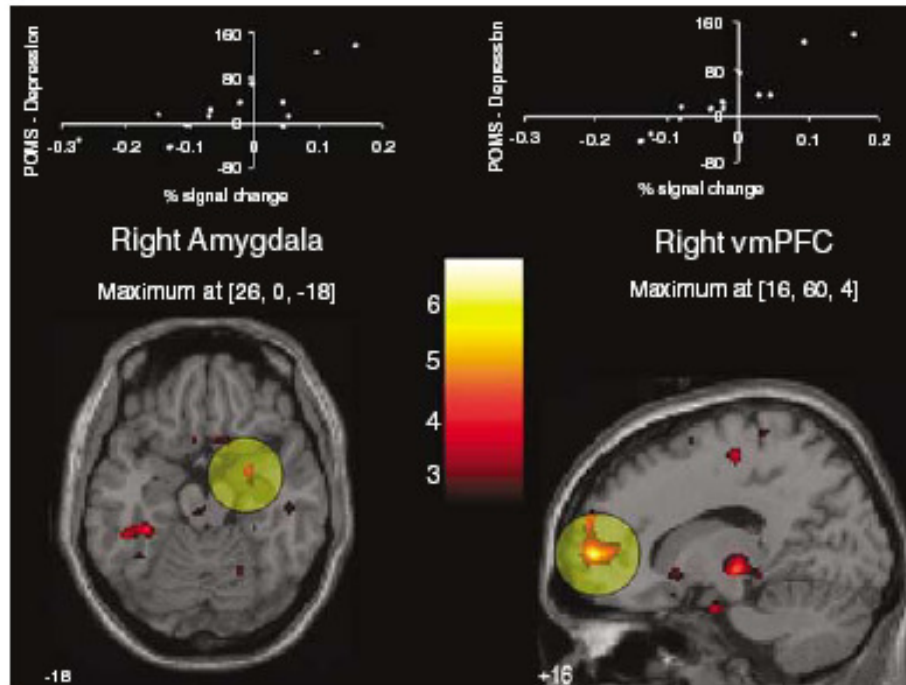 160
80
0
-80
POMS - Depression
-0.3 -0.2 -0.1 0 0.1 0.2
% signal change
Right Amygdala
Maximum at [26, 0, -18]
-18
160
80
0
-80
POMS - Depression
-0.3 -0.2 -0.1 0 0.1 0.2
% signal change
Right vmPFC
Maximum at [16, 60, 4]
+16
6
5
4
3